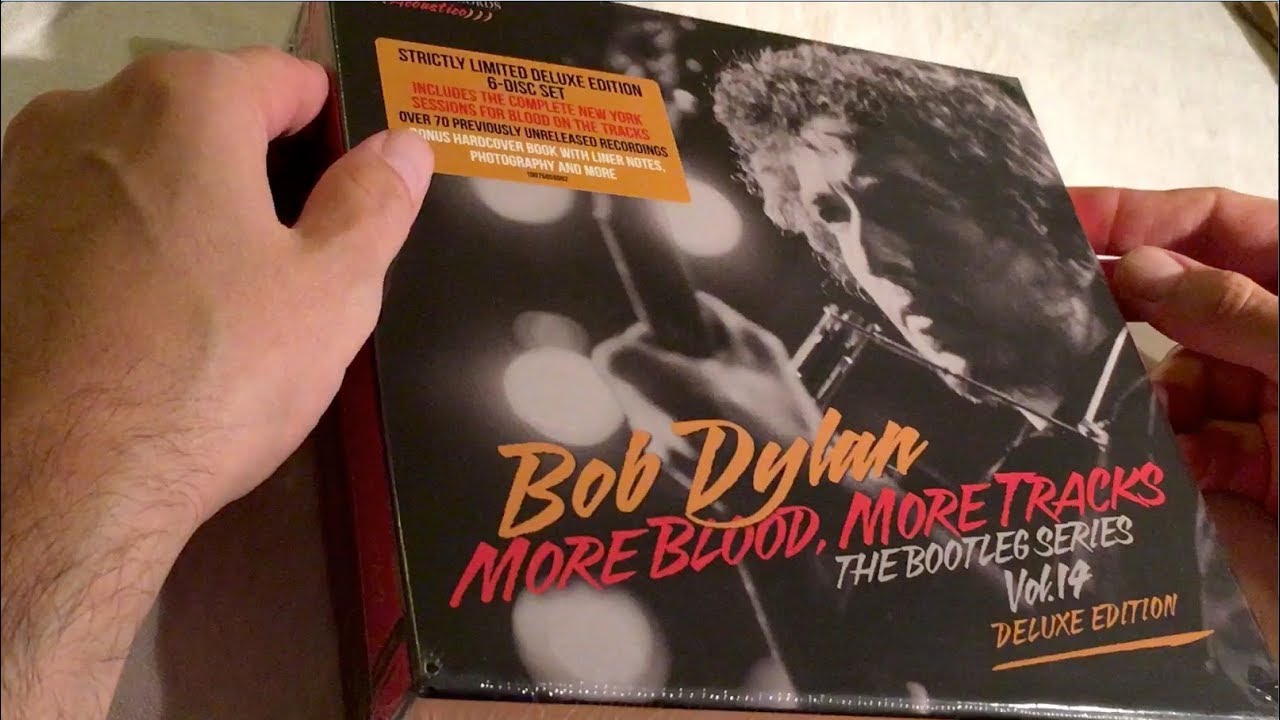 Acoustico)))
STRICTLY LIMITED DELUXE EDITION
6-DISC SET
INCLUDES THE COMPLETE NEW YORK
SESSIONS FOR BLOOD ON THE TRACKS
OVER 70 PREVIOUSLY UNRELEASED RECORDINGS
BONUS HARDCOVER BOOK WITH LINER NOTES,
PHOTOGRAPHY AND MORE
Bob Dylan
MORE BLOOD, MORE TRACKS
THE BOOTLEG SERIES
Vol.14
DELUXE EDITION